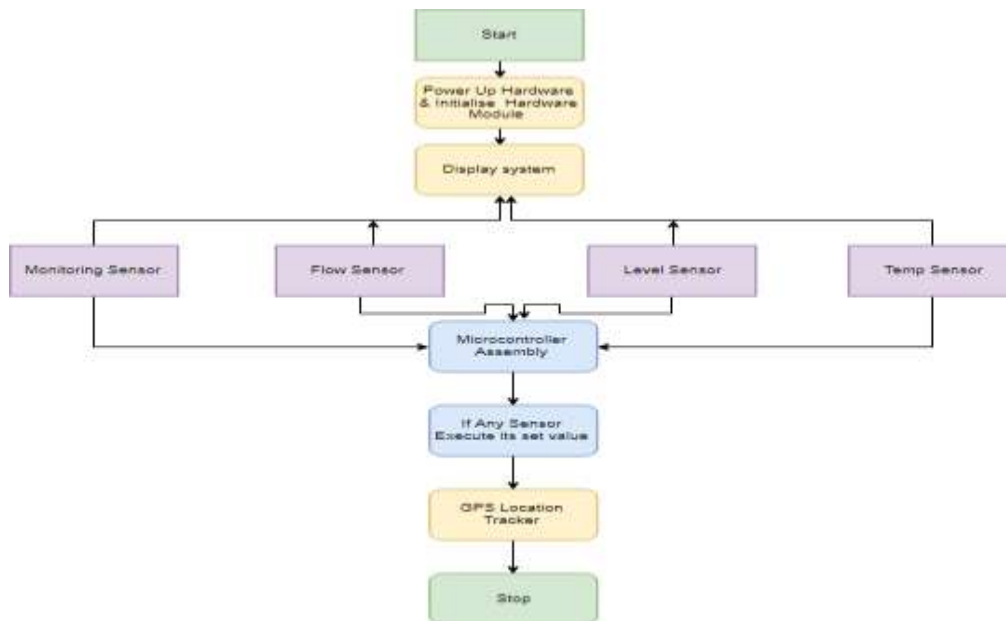 Start
Power Up Hardware
& Initialise Hardware
Module
Display system
Monitoring Sensor
Flow Sensor
Level Sensor
Temp Sensor
Microcontroller
Assembly
If Any Sensor
Execute its set value
GPS Location
Tracker
Stop